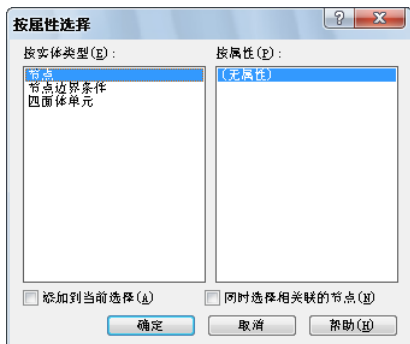 按属性选择
按实体类型(E):
按属性(P):
节点
节点边界条件
四面体单元
(无属性)
添加到当前选择(A)
同时选择相关联的节点(N)
确定
取消
帮助(H)